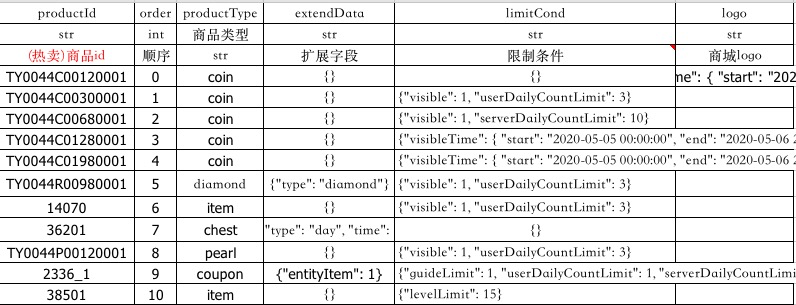 productId order productType extendData limitCond logo
str int 商品类型 str str str
(热卖)商品id 顺序 str 扩展字段 限制条件 商城logo
TY0044C00120001 0 coin {} {} me": { "start": "202
TY0044C00300001 1 coin {} {"visible": 1, "userDailyCountLimit": 3}
TY0044C00680001 2 coin {} {"visible": 1, "serverDailyCountLimit": 10}
TY0044C01280001 3 coin {} {"visibleTime": { "start": "2020-05-05 00:00:00", "end": "2020-05-06 2
TY0044C01980001 4 coin {} {"visibleTime": { "start": "2020-05-05 00:00:00", "end": "2020-05-06 2
TY0044R00980001 5 diamond {"type": "diamond"} {"visible": 1, "userDailyCountLimit": 3}
14070 6 item {} {"visible": 1, "userDailyCountLimit": 3}
36201 7 chest "type": "day", "time": {}
TY0044P00120001 8 pearl {} {"visible": 1, "userDailyCountLimit": 3}
2336_1 9 coupon {"entityItem": 1} {"guideLimit": 1, "userDailyCountLimit": 1, "serverDailyCountLimi
38501 10 item {} {"levelLimit": 15}